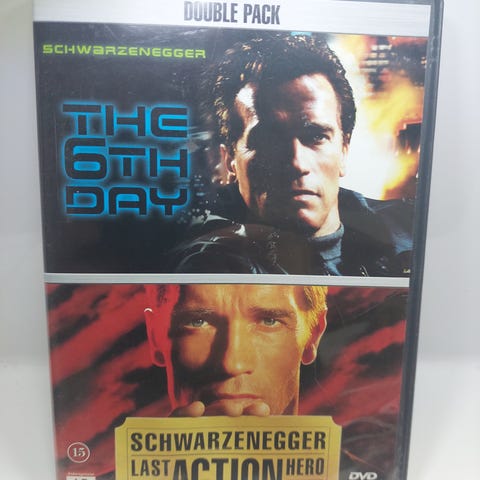 DOUBLE PACK
SCHWARZENEGGER
THE
6TH
DAY
SCHWARZENEGGER
LAST ACTION HERO
15
DVD